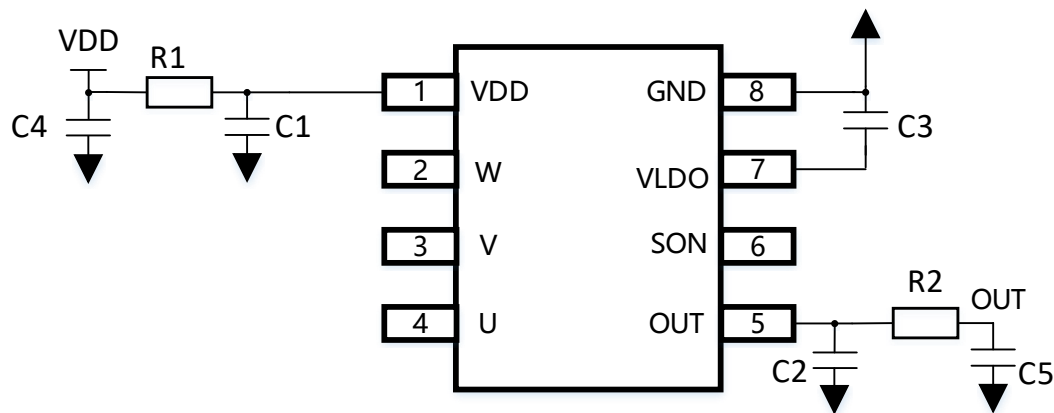 VDD
R1
C4
C1
1 VDD
2 W
3 V
4 U
GND 8
VLDO 7
SON 6
OUT 5
C3
R2
OUT
C2
C5